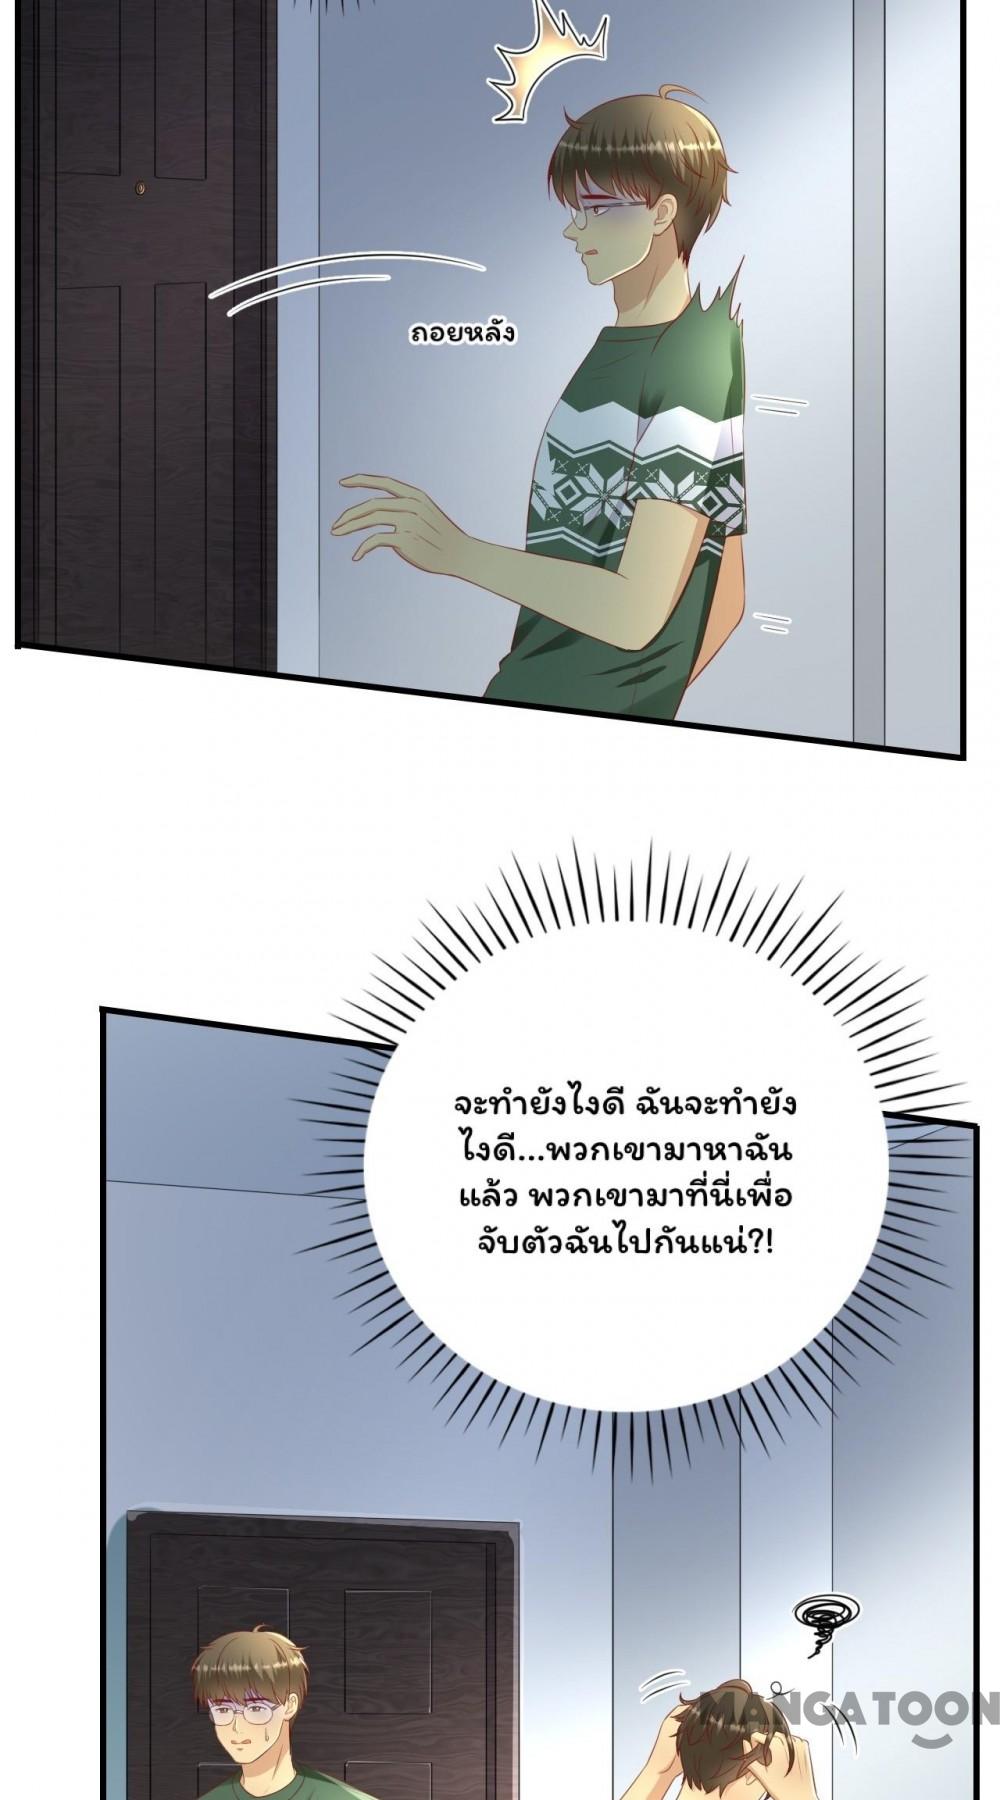 ถอยหลัง
จะทำยังไงดี ฉันจะทำยัง
ไงดี...พวกเขามาหาฉัน
แล้ว พวกเขามาที่นี่เพื่อ
จับตัวฉันไปกันแน่?!
MANGATOON